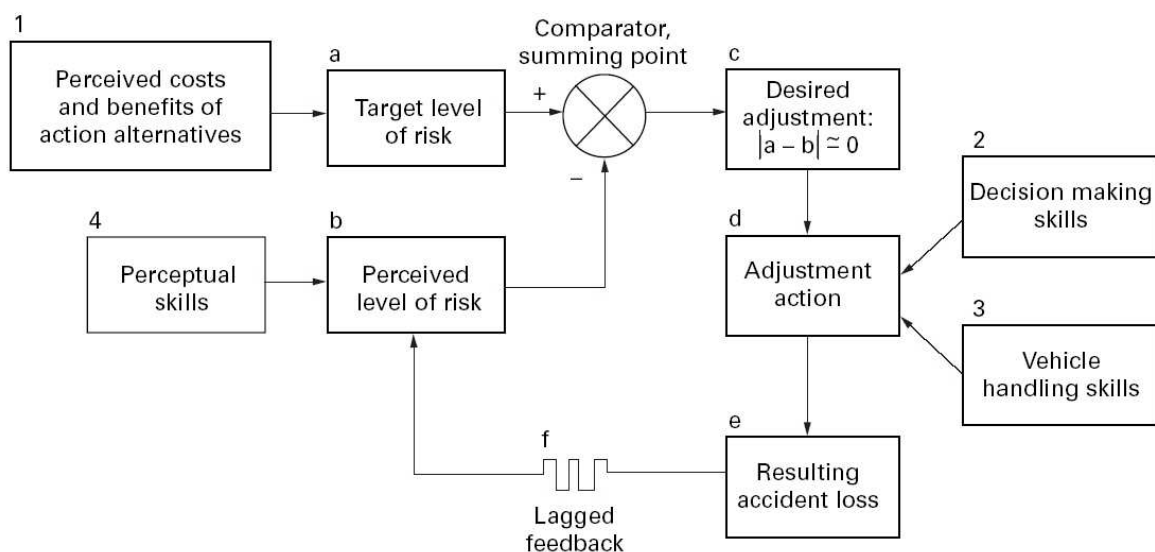 1
Perceived costs
and benefits of
action alternatives
a
Target level
of risk
+
Comparator,
summing point
–
c
Desired
adjustment:
|a – b| ≃ 0
2
Decision making
skills
4
Perceptual
skills
b
Perceived
level of risk
d
Adjustment
action
3
Vehicle
handling skills
e
Resulting
accident loss
f
Lagged
feedback